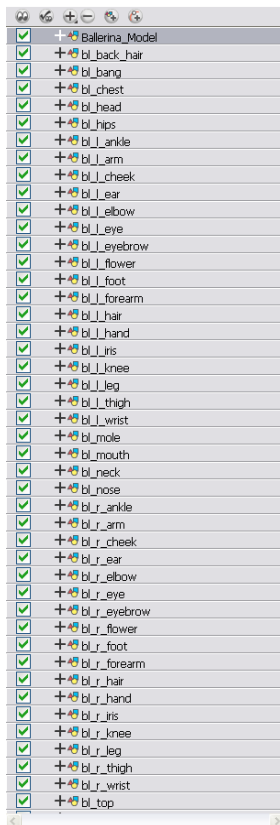 Ballerina_Model
bl_back_hair
bl_bang
bl_chest
bl_head
bl_hips
bl_l_ankle
bl_l_arm
bl_l_cheek
bl_l_ear
bl_l_elbow
bl_l_eye
bl_l_eyebrow
bl_l_flower
bl_l_foot
bl_l_forearm
bl_l_hair
bl_l_hand
bl_l_iris
bl_l_knee
bl_l_leg
bl_l_thigh
bl_l_wrist
bl_mole
bl_mouth
bl_neck
bl_nose
bl_r_ankle
bl_r_arm
bl_r_cheek
bl_r_ear
bl_r_elbow
bl_r_eye
bl_r_eyebrow
bl_r_flower
bl_r_foot
bl_r_forearm
bl_r_hair
bl_r_hand
bl_r_iris
bl_r_knee
bl_r_leg
bl_r_thigh
bl_r_wrist
bl_top